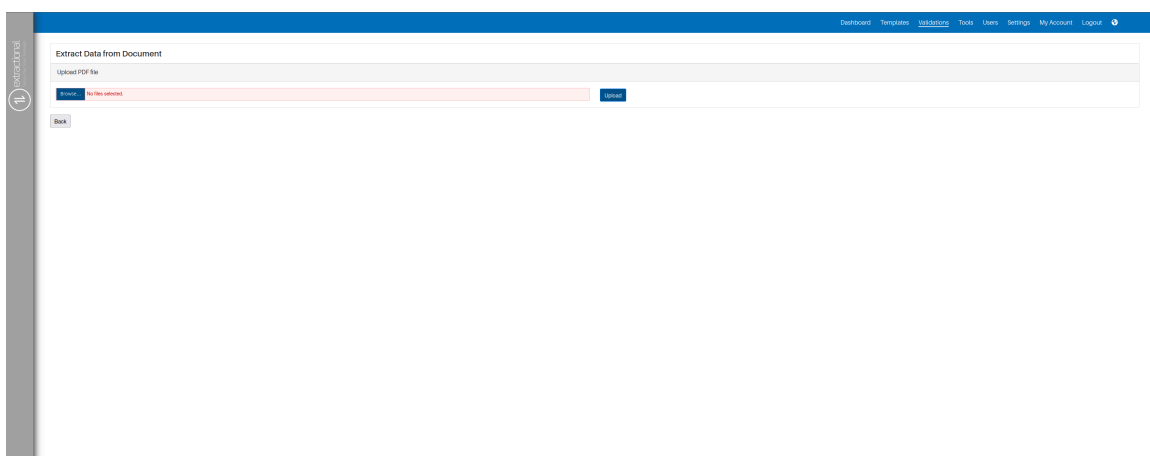 Dashboard Templates Validations Tools Users Settings My Account Logout
extractional
Extract Data from Document
Upload PDF file
Browse... No files selected.
Upload
Back